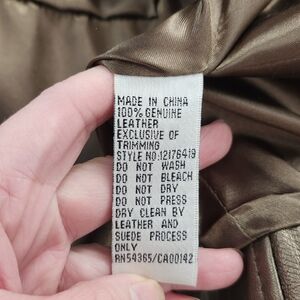 MADE IN CHINA
100% GENUINE
LEATHER
EXCLUSIVE OF
TRIMMING
STYLE NO:12176419
DO NOT WASH
DO NOT BLEACH
DO NOT DRY
DO NOT PRESS
DRY CLEAN BY
LEATHER AND
SUEDE PROCESS
ONLY
RN54365/CA00142